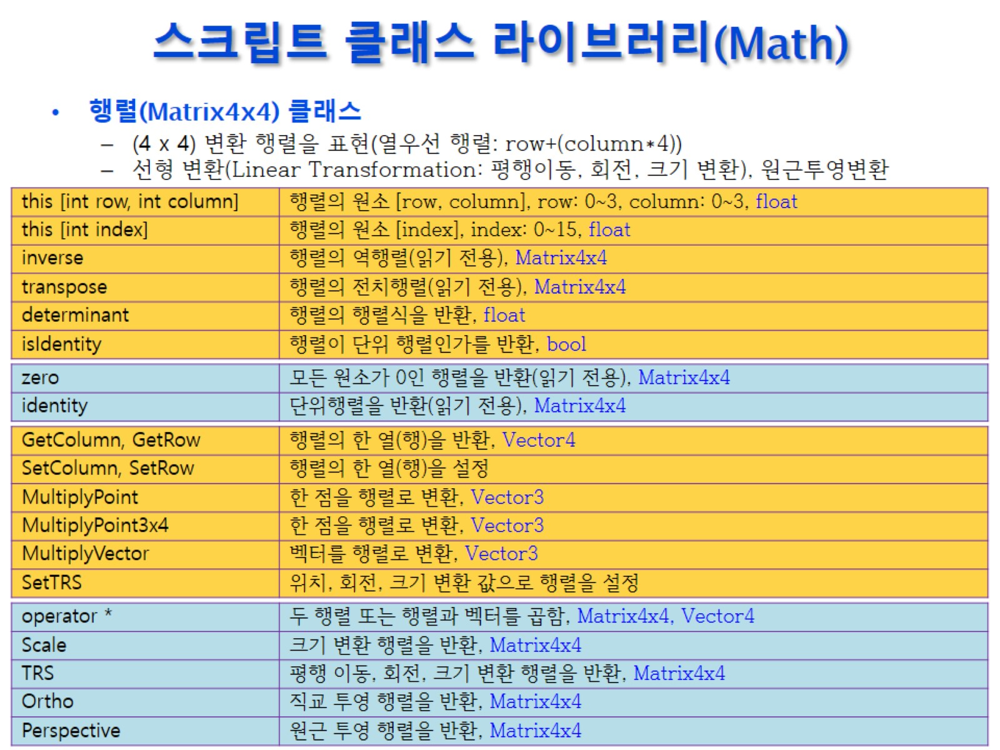 스크립트 클래스 라이브러리(Math)
• 행렬(Matrix4x4) 클래스
– (4 x 4) 변환 행렬을 표현(열우선 행렬: row+(column*4))
– 선형 변환(Linear Transformation: 평행이동, 회전, 크기 변환), 원근투영변환
this [int row, int column] 행렬의 원소 [row, column], row: 0~3, column: 0~3, float
this [int index] 행렬의 원소 [index], index: 0~15, float
inverse 행렬의 역행렬(읽기 전용), Matrix4x4
transpose 행렬의 전치행렬(읽기 전용), Matrix4x4
determinant 행렬의 행렬식을 반환, float
isIdentity 행렬이 단위 행렬인가를 반환, bool
zero 모든 원소가 0인 행렬을 반환(읽기 전용), Matrix4x4
identity 단위행렬을 반환(읽기 전용), Matrix4x4
GetColumn, GetRow 행렬의 한 열(행)을 반환, Vector4
SetColumn, SetRow 행렬의 한 열(행)을 설정
MultiplyPoint 한 점을 행렬로 변환, Vector3
MultiplyPoint3x4 한 점을 행렬로 변환, Vector3
MultiplyVector 벡터를 행렬로 변환, Vector3
SetTRS 위치, 회전, 크기 변환 값으로 행렬을 설정
operator * 두 행렬 또는 행렬과 벡터를 곱함, Matrix4x4, Vector4
Scale 크기 변환 행렬을 반환, Matrix4x4
TRS 평행 이동, 회전, 크기 변환 행렬을 반환, Matrix4x4
Ortho 직교 투영 행렬을 반환, Matrix4x4
Perspective 원근 투영 행렬을 반환, Matrix4x4